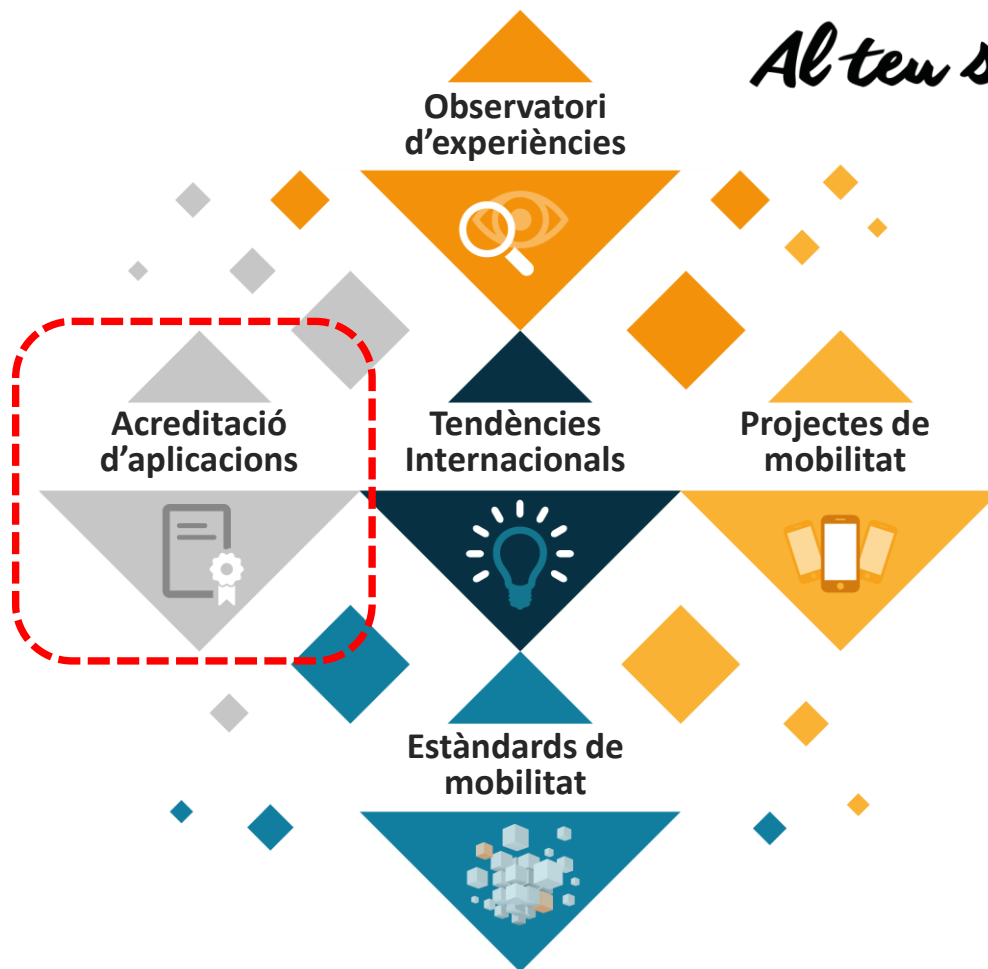 Al teu
Observatori
d’experiències
Acreditació
d’aplicacions
Tendències
Internacionals
Projectes de
mobilitat
Estàndards de
mobilitat